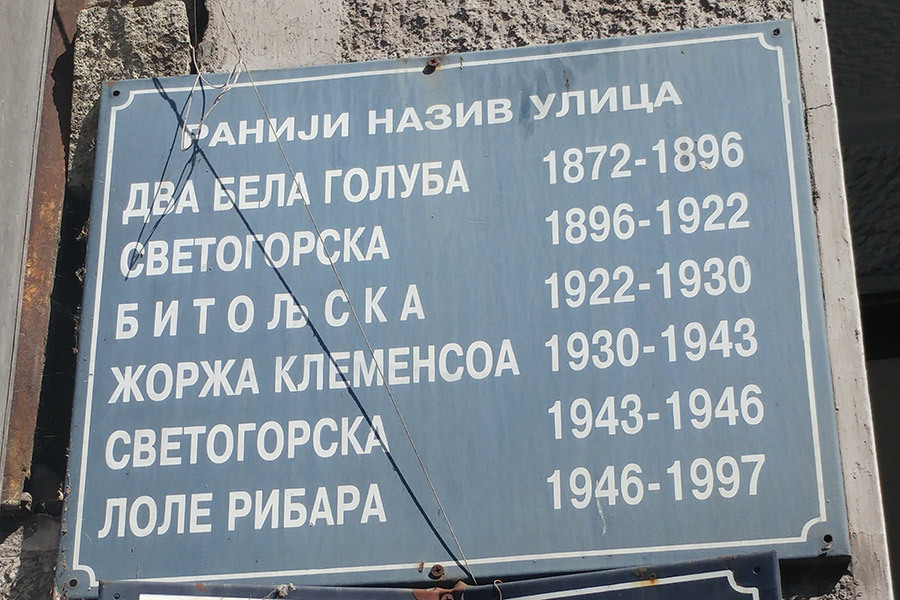 РАНИЈИ НАЗИВ УЛИЦА
ДВА БЕЛА ГОЛУБА 1872-1896
СВЕТОГОРСКА 1896-1922
БИТОЉСКА 1922-1930
ЖОРЖА КЛЕМЕНСОА 1930-1943
СВЕТОГОРСКА 1943-1946
ЛОЛЕ РИБАРА 1946-1997